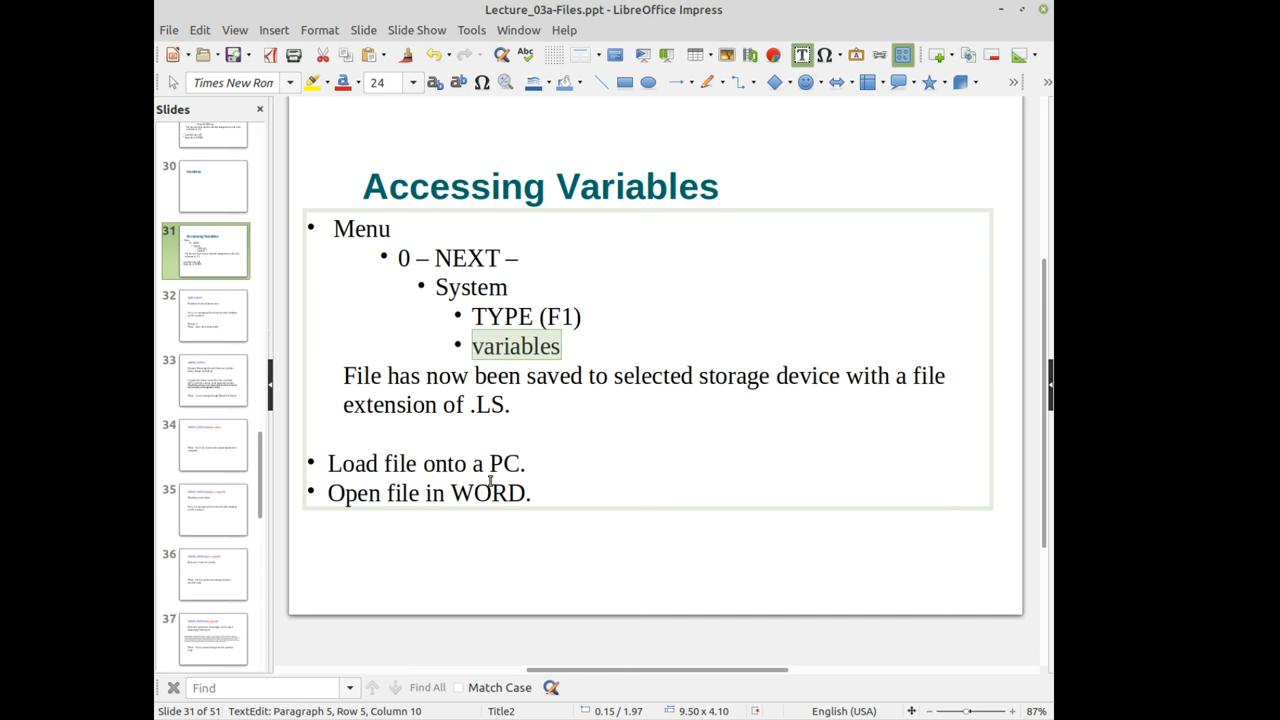 Lecture_03a-Files.ppt - LibreOffice Impress
File Edit View Insert Format Slide Slide Show Tools Window Help
Times New Ron 24
Slides
30
31
32
33
34
35
36
37
Accessing Variables
• Menu
• 0 – NEXT –
• System
• TYPE (F1)
• variables
File has now been saved to selected storage device with a file
extension of .LS.
• Load file onto a PC.
• Open file in WORD.
Find Find All Match Case
Slide 31 of 51 TextEdit: Paragraph 5, Row 5, Column 10 Title2 0.15 / 1.97 9.50 x 4.10 English (USA) 87%